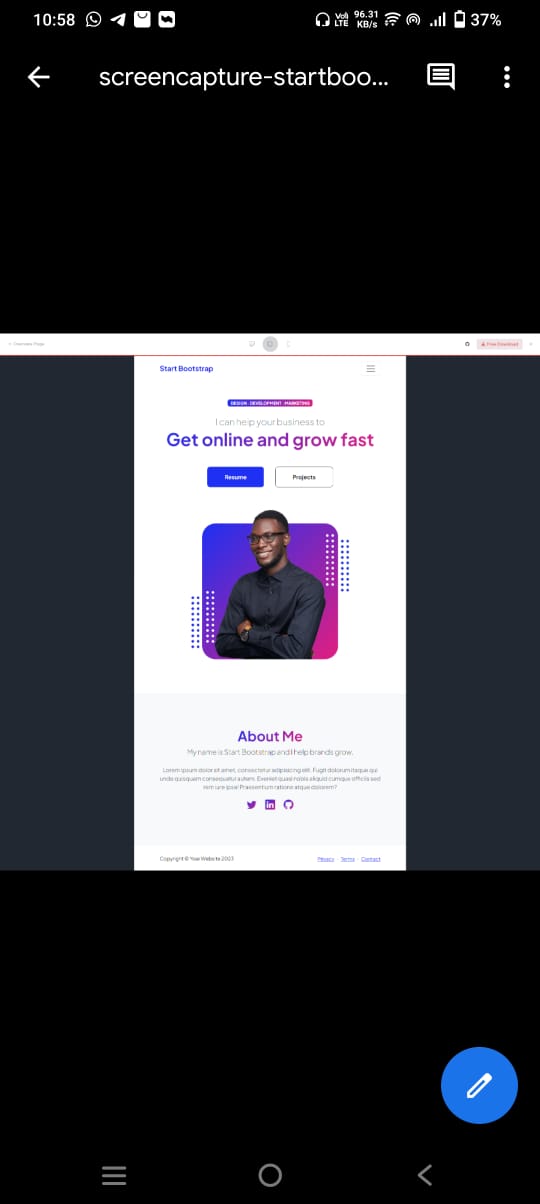 10:58
Vo) LTE 96.31 KB/s 37%
screencapture-startboo...
Overview Page
Free Download
Start Bootstrap
DESIGN · DEVELOPMENT · MARKETING
I can help your business to
Get online and grow fast
Resume Projects
About Me
My name is Start Bootstrap and I help brands grow.
Lorem ipsum dolor sit amet, consectetur adipisicing elit. Fugit dolorum itaque qui
unde quisquam consequatur autem. Eveniet quasi nobis aliquid cumque officiis sed
rem iure ipsa! Praesentium ratione atque dolorem?
Copyright © Your Website 2023
Privacy · Terms · Contact